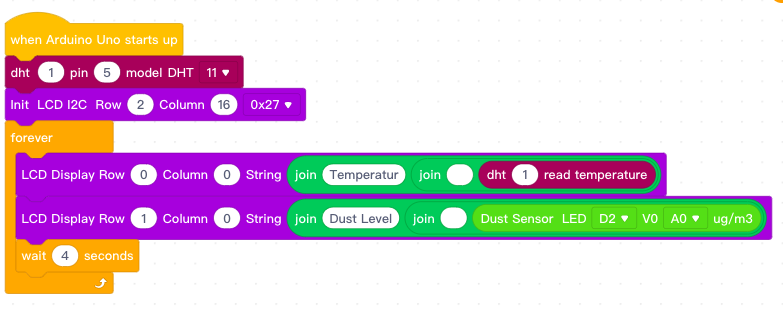 when Arduino Uno starts up
dht 1 pin 5 model DHT 11
Init LCD I2C Row 2 Column 16 0x27
forever
LCD Display Row 0 Column 0 String join Temperatur join dht 1 read temperature
LCD Display Row 1 Column 0 String join Dust Level join Dust Sensor LED D2 V0 A0 ug/m3
wait 4 seconds